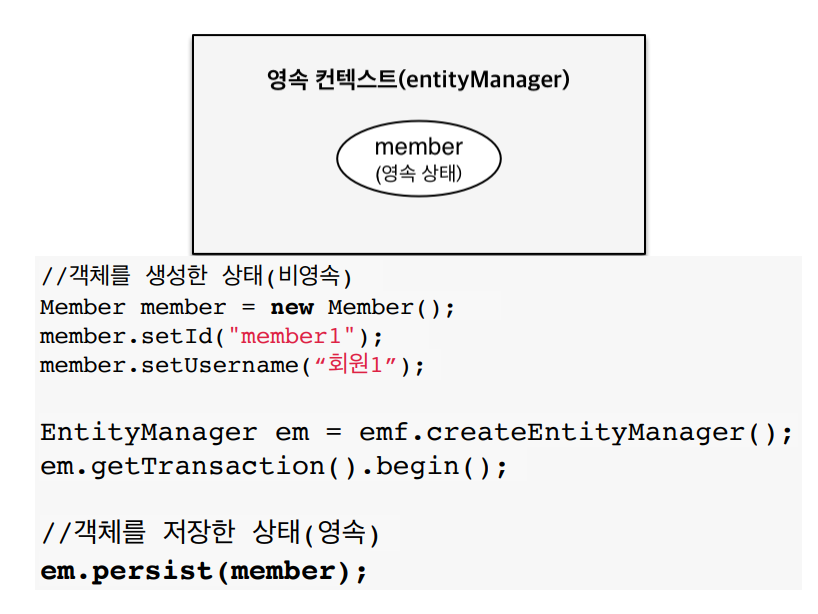 영속 컨텍스트(entityManager)
member
(영속 상태)
//객체를 생성한 상태(비영속)
Member member = new Member();
member.setId("member1");
member.setUsername(“회원1”);
EntityManager em = emf.createEntityManager();
em.getTransaction().begin();
//객체를 저장한 상태(영속)
em.persist(member);